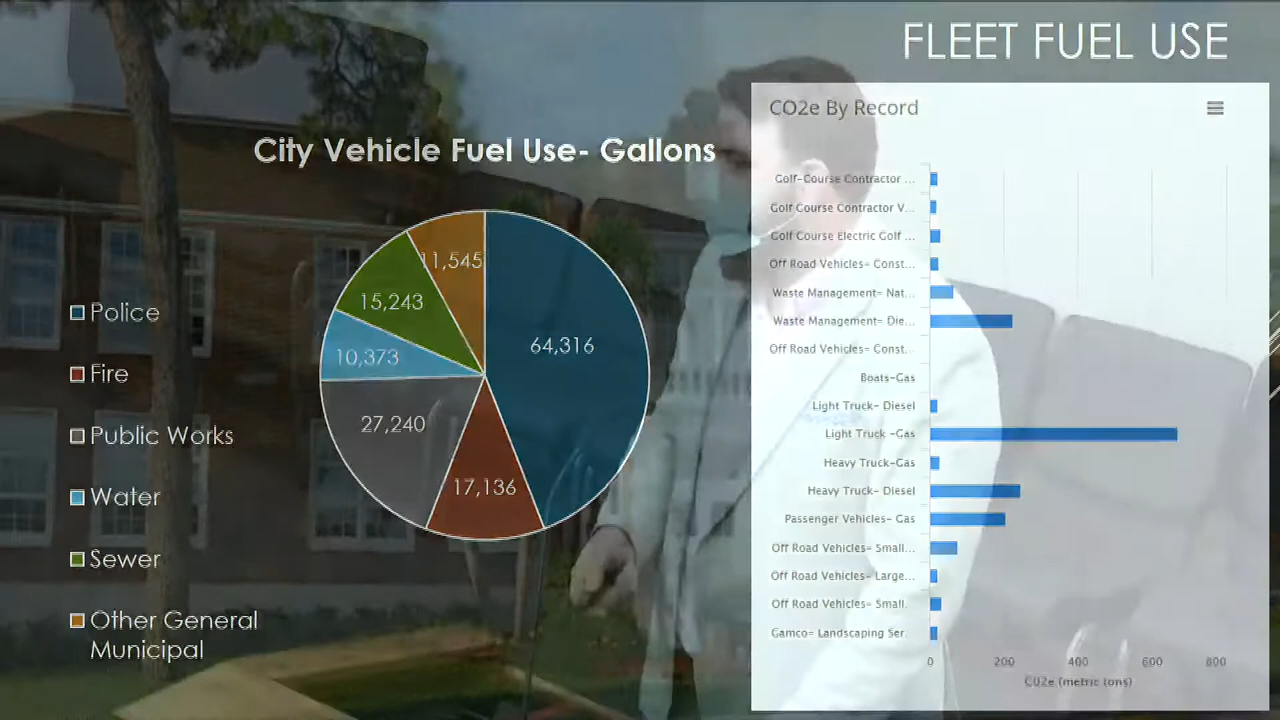 FLEET FUEL USE
City Vehicle Fuel Use- Gallons
64,316
17,136
27,240
10,373
15,243
11,545
Police
Fire
Public Works
Water
Sewer
Other General
Municipal
CO2e By Record
Golf-Course Contractor ...
Golf Course Contractor V...
Golf Course Electric Golf ...
Off Road Vehicles- Const...
Waste Management- Nat...
Waste Management- Die...
Off Road Vehicles- Const...
Boats-Gas
Light Truck- Diesel
Light Truck -Gas
Heavy Truck-Gas
Heavy Truck- Diesel
Passenger Vehicles- Gas
Off Road Vehicles- Small...
Off Road Vehicles- Large...
Off Road Vehicles- Small.
Gamco- Landscaping Ser.
0 200 400 600 800
CO2e (metric tons)